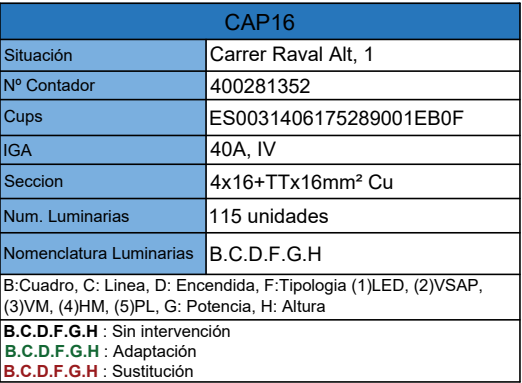 CAP16
Situación Carrer Raval Alt, 1
Nº Contador 400281352
Cups ES0031406175289001EB0F
IGA 40A, IV
Seccion 4x16+TTx16mm² Cu
Num. Luminarias 115 unidades
Nomenclatura Luminarias B.C.D.F.G.H
B:Cuadro, C: Linea, D: Encendida, F:Tipologia (1)LED, (2)VSAP,
(3)VM, (4)HM, (5)PL, G: Potencia, H: Altura
B.C.D.F.G.H : Sin intervención
B.C.D.F.G.H : Adaptación
B.C.D.F.G.H : Sustitución